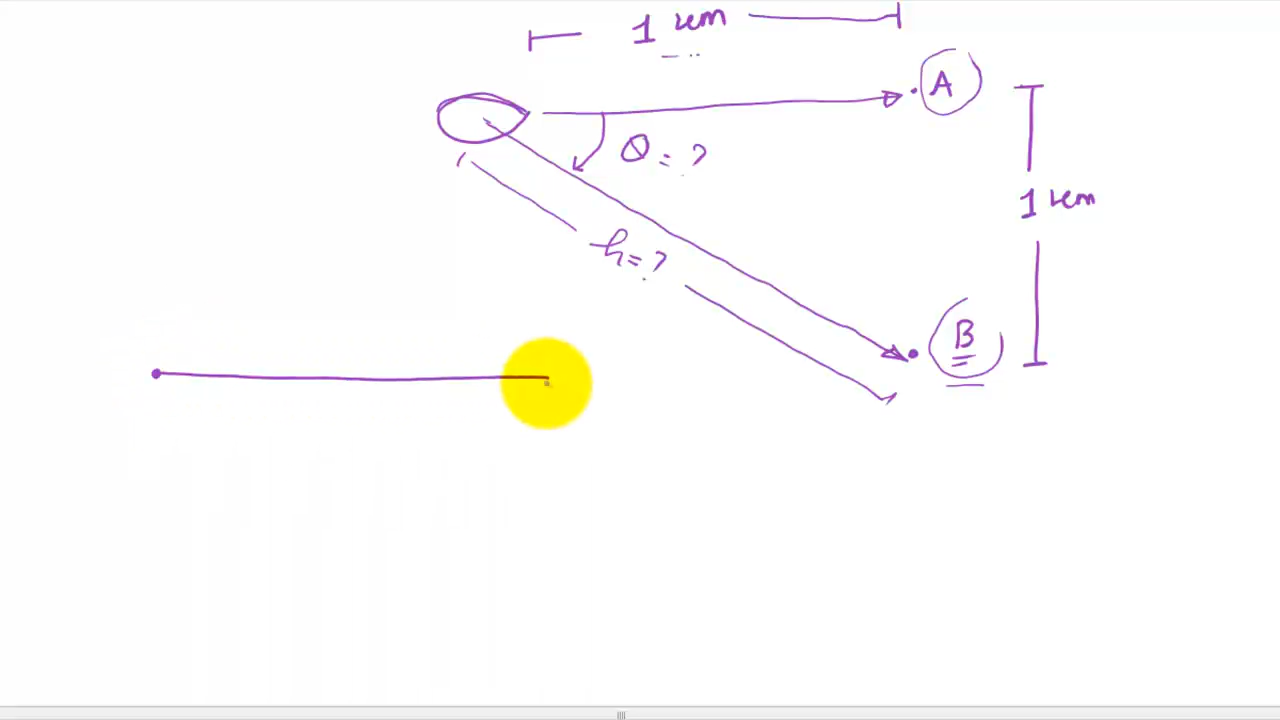 1 km
A
θ = ?
1 km
h = ?
B